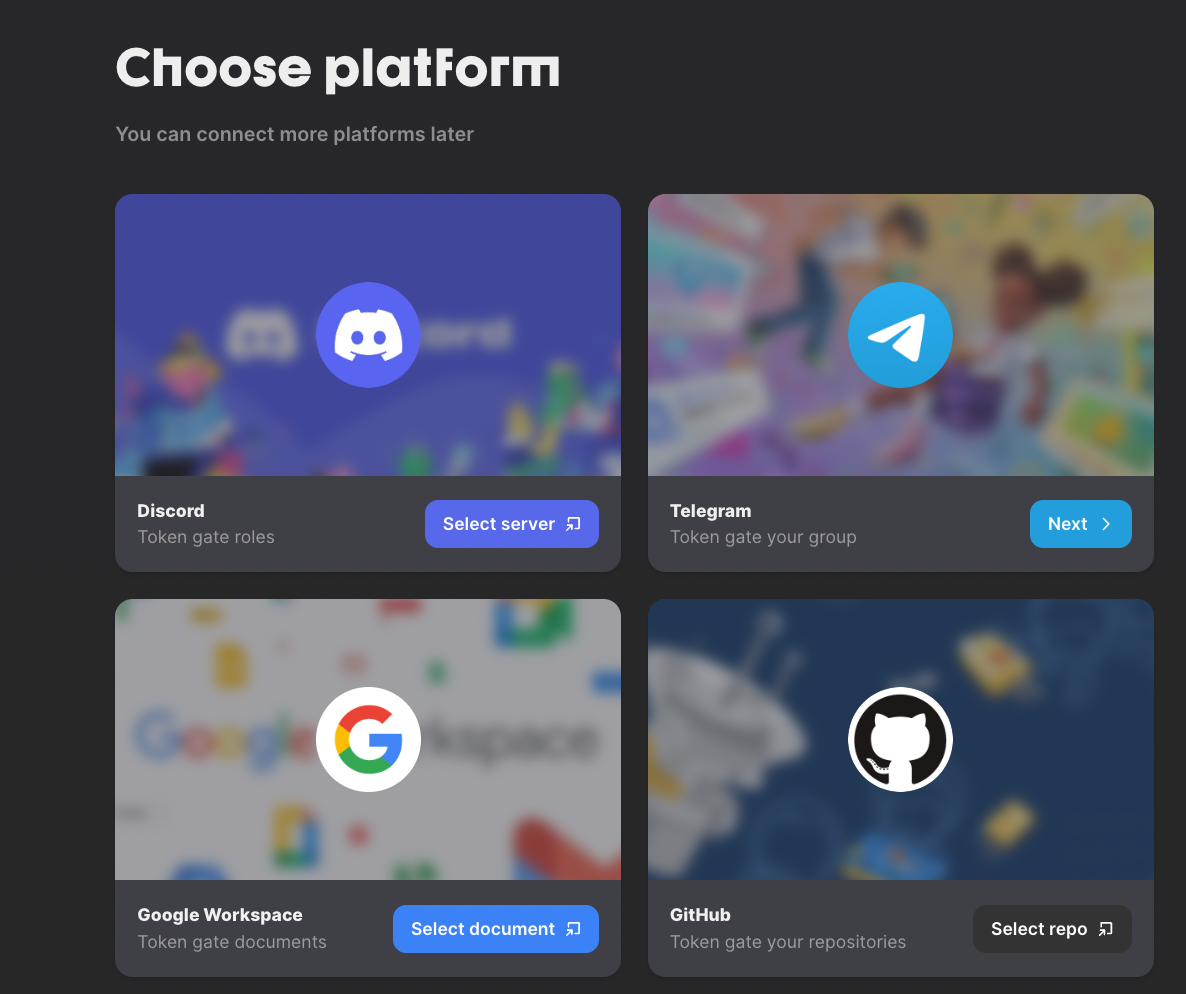 Choose platform
You can connect more platforms later
Discord
Token gate roles
Select server
Telegram
Token gate your group
Next
Google Workspace
Token gate documents
Select document
GitHub
Token gate your repositories
Select repo